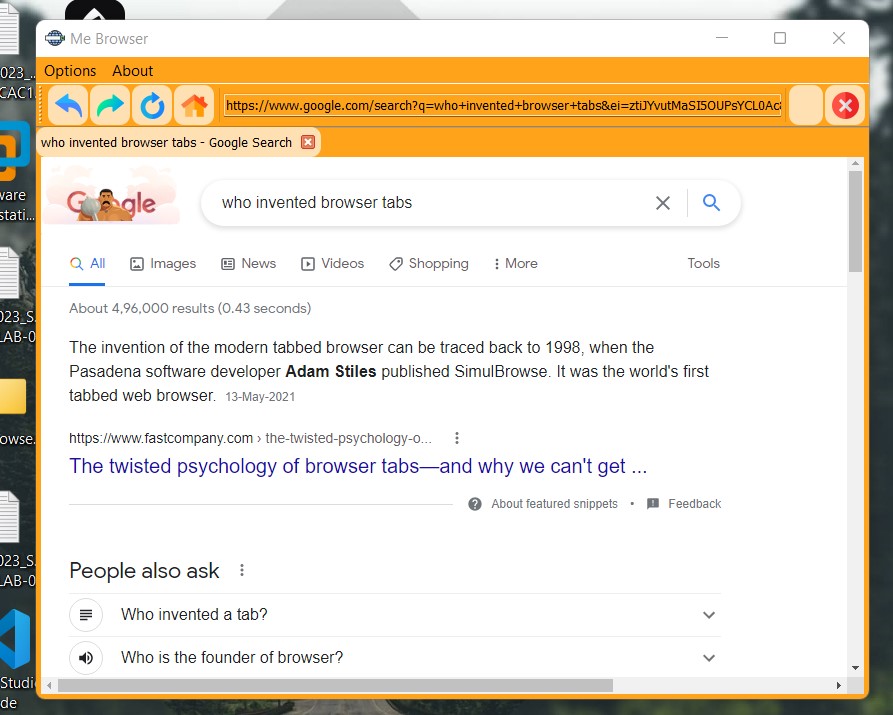 Me Browser
Options About
https://www.google.com/search?q=who+invented+browser+tabs&ei=ztiJYvutMaSI5OUPsYCL0Ac
who invented browser tabs - Google Search
Google
who invented browser tabs
All Images News Videos Shopping More Tools
About 4,96,000 results (0.43 seconds)
The invention of the modern tabbed browser can be traced back to 1998, when the
Pasadena software developer Adam Stiles published SimulBrowse. It was the world's first
tabbed web browser. 13-May-2021
https://www.fastcompany.com › the-twisted-psychology-o...
The twisted psychology of browser tabs—and why we can't get ...
About featured snippets • Feedback
People also ask
Who invented a tab?
Who is the founder of browser?
023_...
CAC1
ware
stati...
023_S
LAB-0
owse.
023_S
LAB-0
Studi
de